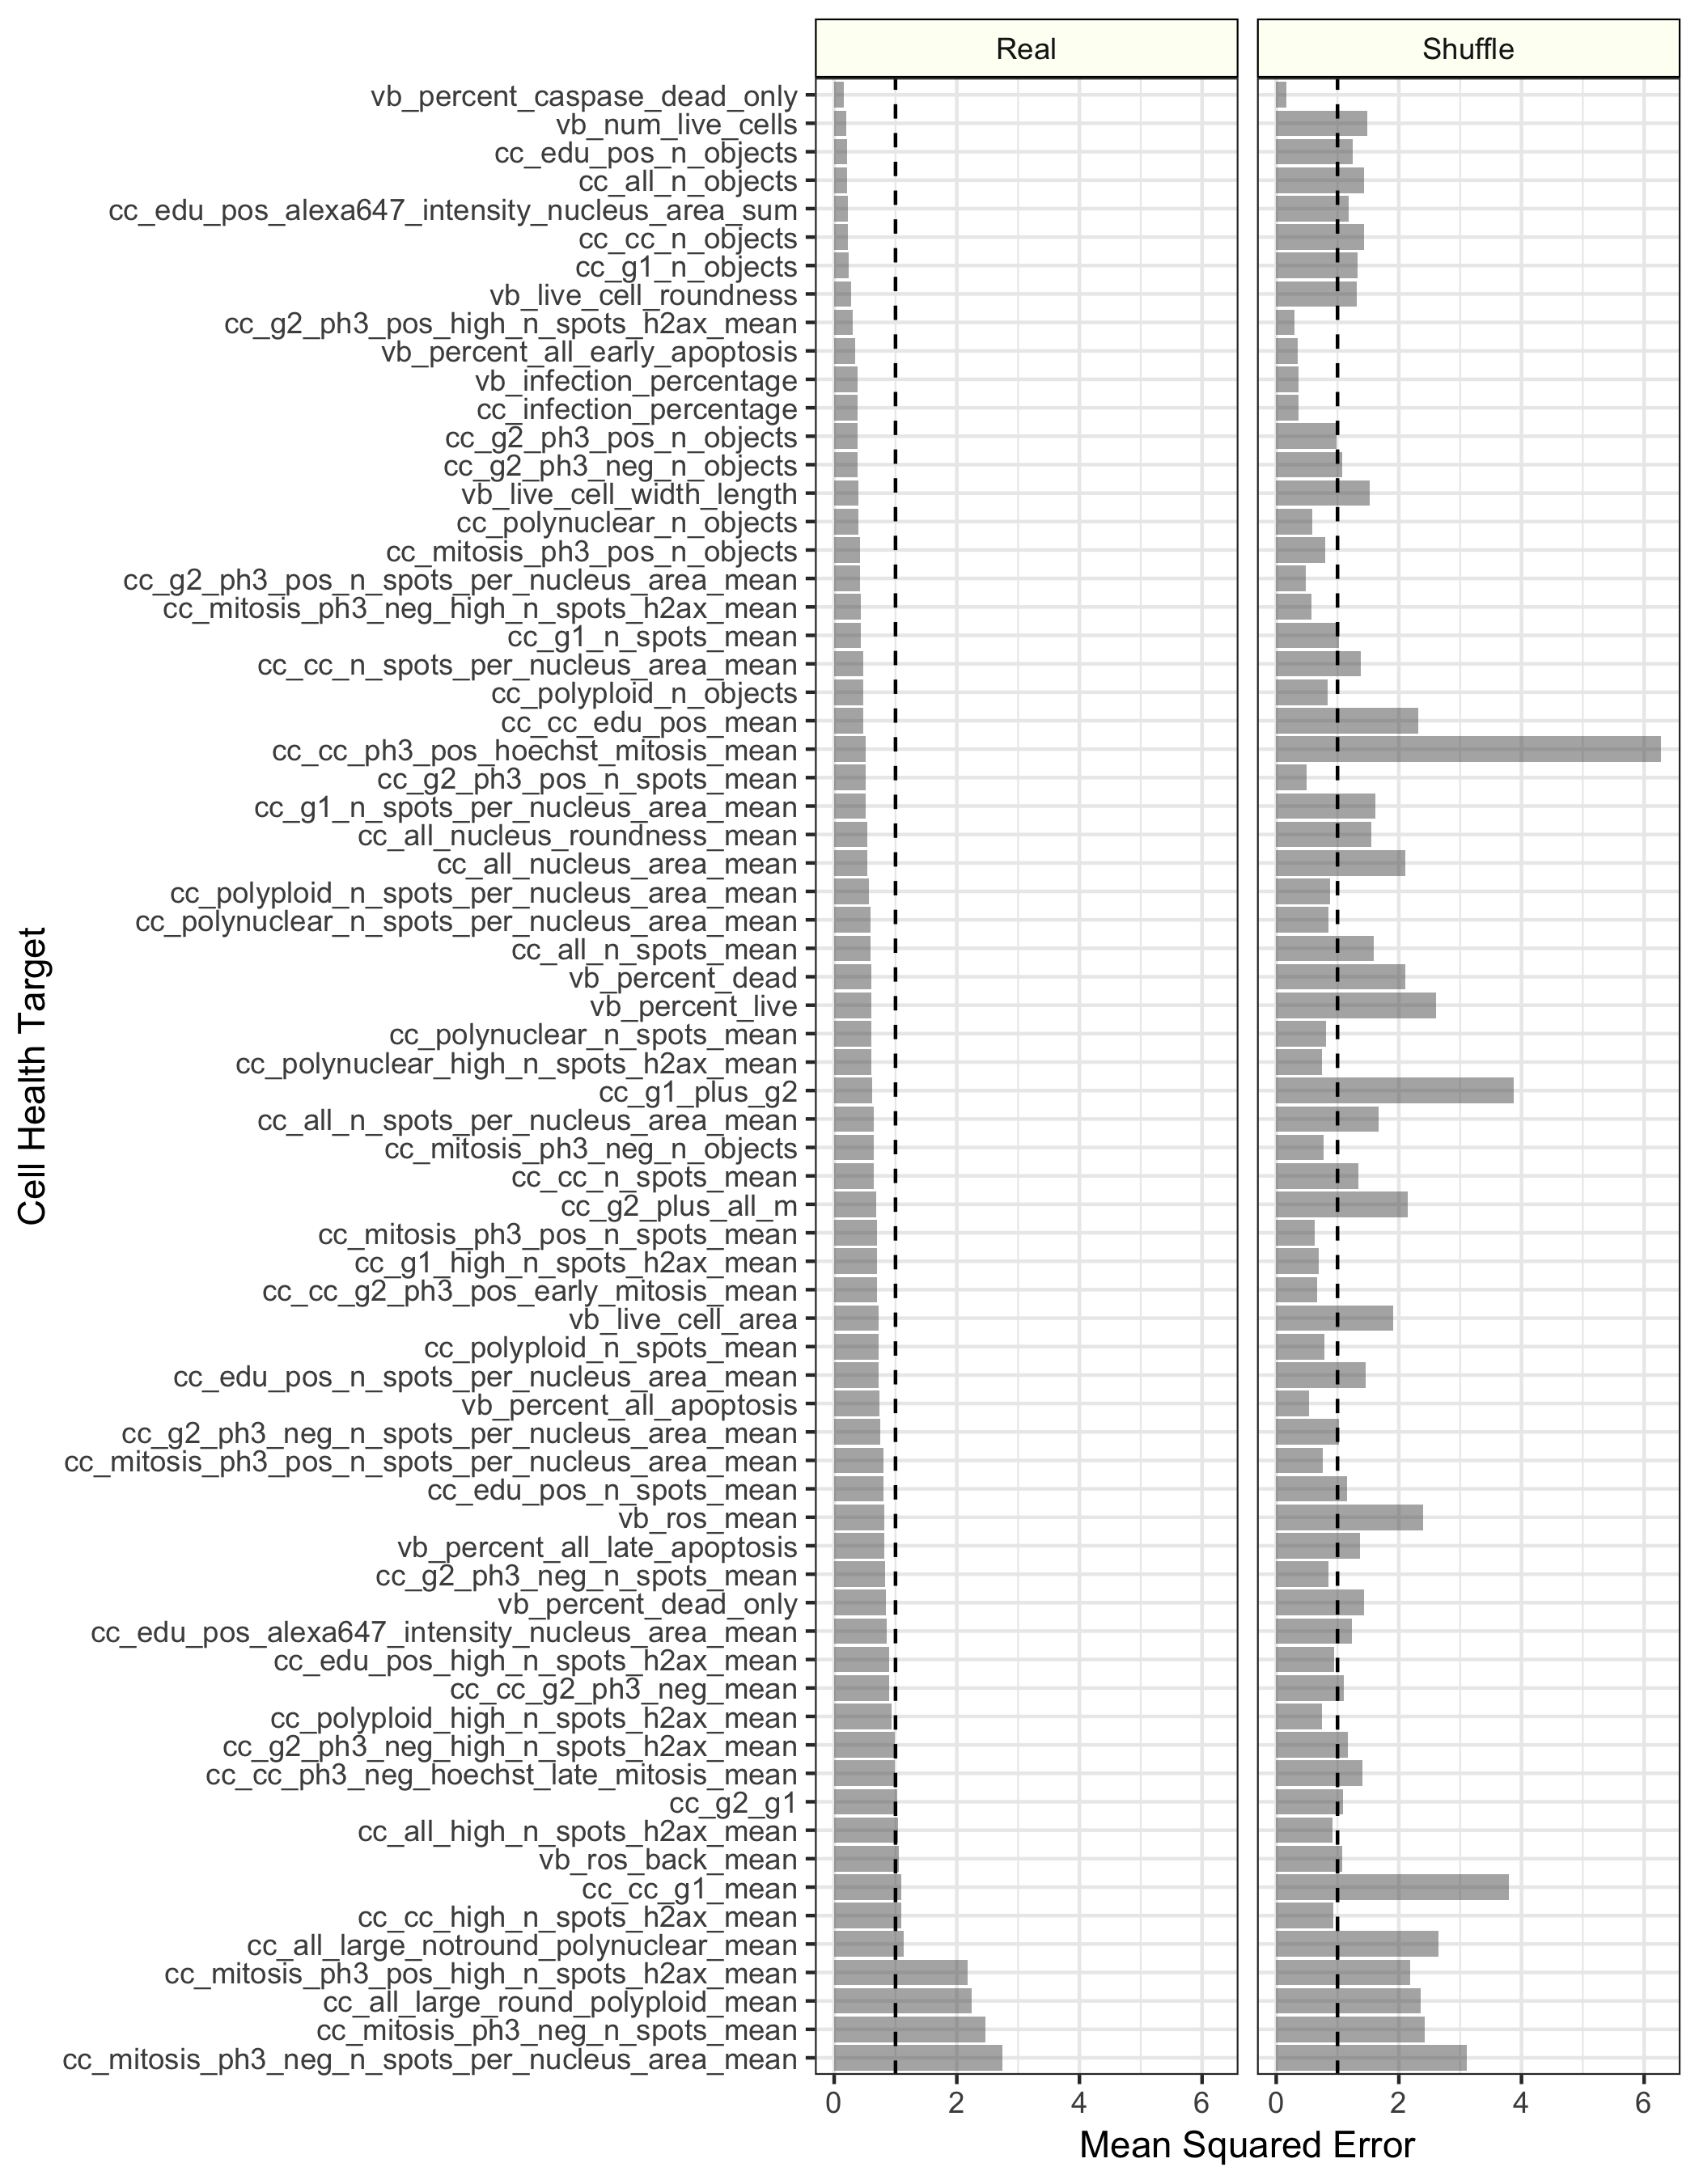 Real
Shuffle
vb_percent_caspase_dead_only
vb_num_live_cells
cc_edu_pos_n_objects
cc_all_n_objects
cc_edu_pos_alexa647_intensity_nucleus_area_sum
cc_cc_n_objects
cc_g1_n_objects
vb_live_cell_roundness
cc_g2_ph3_pos_high_n_spots_h2ax_mean
vb_percent_all_early_apoptosis
vb_infection_percentage
cc_infection_percentage
cc_g2_ph3_pos_n_objects
cc_g2_ph3_neg_n_objects
vb_live_cell_width_length
cc_polynuclear_n_objects
cc_mitosis_ph3_pos_n_objects
cc_g2_ph3_pos_n_spots_per_nucleus_area_mean
cc_mitosis_ph3_neg_high_n_spots_h2ax_mean
cc_g1_n_spots_mean
cc_cc_n_spots_per_nucleus_area_mean
cc_polyploid_n_objects
cc_cc_edu_pos_mean
cc_cc_ph3_pos_hoechst_mitosis_mean
cc_g2_ph3_pos_n_spots_mean
cc_g1_n_spots_per_nucleus_area_mean
cc_all_nucleus_roundness_mean
cc_all_nucleus_area_mean
cc_polyploid_n_spots_per_nucleus_area_mean
cc_polynuclear_n_spots_per_nucleus_area_mean
cc_all_n_spots_mean
vb_percent_dead
vb_percent_live
cc_polynuclear_n_spots_mean
cc_polynuclear_high_n_spots_h2ax_mean
cc_g1_plus_g2
cc_all_n_spots_per_nucleus_area_mean
cc_mitosis_ph3_neg_n_objects
cc_cc_n_spots_mean
cc_g2_plus_all_m
cc_mitosis_ph3_pos_n_spots_mean
cc_g1_high_n_spots_h2ax_mean
cc_cc_g2_ph3_pos_early_mitosis_mean
vb_live_cell_area
cc_polyploid_n_spots_mean
cc_edu_pos_n_spots_per_nucleus_area_mean
vb_percent_all_apoptosis
cc_g2_ph3_neg_n_spots_per_nucleus_area_mean
cc_mitosis_ph3_pos_n_spots_per_nucleus_area_mean
cc_edu_pos_n_spots_mean
vb_ros_mean
vb_percent_all_late_apoptosis
cc_g2_ph3_neg_n_spots_mean
vb_percent_dead_only
cc_edu_pos_alexa647_intensity_nucleus_area_mean
cc_edu_pos_high_n_spots_h2ax_mean
cc_cc_g2_ph3_neg_mean
cc_polyploid_high_n_spots_h2ax_mean
cc_g2_ph3_neg_high_n_spots_h2ax_mean
cc_cc_ph3_neg_hoechst_late_mitosis_mean
cc_g2_g1
cc_all_high_n_spots_h2ax_mean
vb_ros_back_mean
cc_cc_g1_mean
cc_cc_high_n_spots_h2ax_mean
cc_all_large_notround_polynuclear_mean
cc_mitosis_ph3_pos_high_n_spots_h2ax_mean
cc_all_large_round_polyploid_mean
cc_mitosis_ph3_neg_n_spots_mean
cc_mitosis_ph3_neg_n_spots_per_nucleus_area_mean
Cell Health Target
0 2 4 6
0 2 4 6
Mean Squared Error